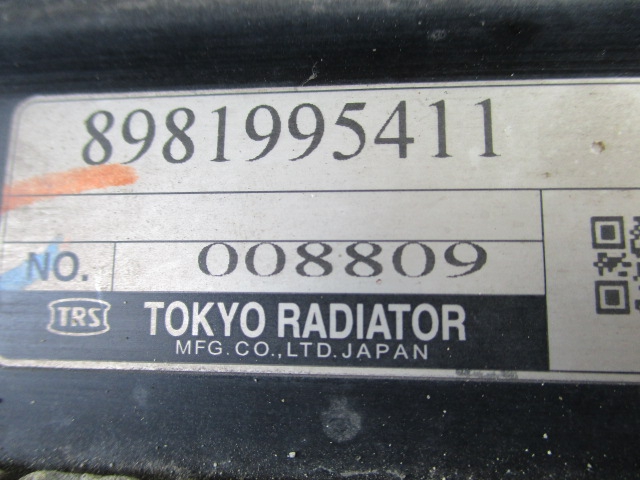 8981995411
NO. 008809
TRS TOKYO RADIATOR
MFG.CO.,LTD.JAPAN